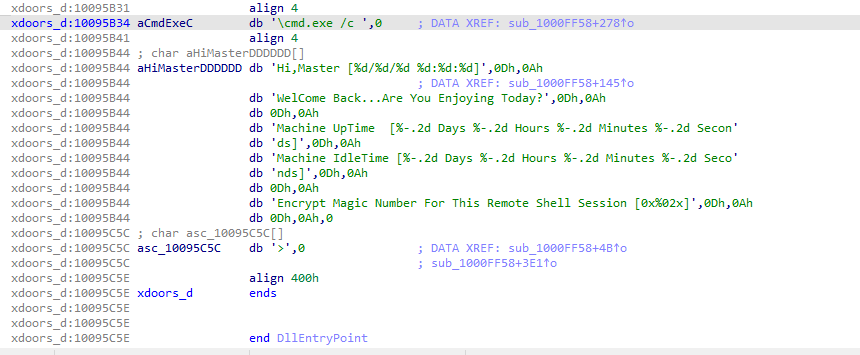 xdoors_d:10095B31 align 4
xdoors_d:10095B34 aCmdExeC db '\cmd.exe /c ',0 ; DATA XREF: sub_1000FF58+278↑o
xdoors_d:10095B41 align 4
xdoors_d:10095B44 ; char aHiMasterDDDDDD[]
xdoors_d:10095B44 aHiMasterDDDDDD db 'Hi,Master [%d/%d/%d %d:%d:%d]',0Dh,0Ah
xdoors_d:10095B44 ; DATA XREF: sub_1000FF58+145↑o
xdoors_d:10095B44 db 'WelCome Back...Are You Enjoying Today?',0Dh,0Ah
xdoors_d:10095B44 db 0Dh,0Ah
xdoors_d:10095B44 db 'Machine UpTime  [%-.2d Days %-.2d Hours %-.2d Minutes %-.2d Secon'
xdoors_d:10095B44 db 'ds]',0Dh,0Ah
xdoors_d:10095B44 db 'Machine IdleTime [%-.2d Days %-.2d Hours %-.2d Minutes %-.2d Seco'
xdoors_d:10095B44 db 'nds]',0Dh,0Ah
xdoors_d:10095B44 db 0Dh,0Ah
xdoors_d:10095B44 db 'Encrypt Magic Number For This Remote Shell Session [0x%02x]',0Dh,0Ah
xdoors_d:10095B44 db 0Dh,0Ah,0
xdoors_d:10095C5C ; char asc_10095C5C[]
xdoors_d:10095C5C asc_10095C5C db '>',0 ; DATA XREF: sub_1000FF58+4B↑o
xdoors_d:10095C5C ; sub_1000FF58+3E1↑o
xdoors_d:10095C5E align 400h
xdoors_d:10095C5E xdoors_d ends
xdoors_d:10095C5E
xdoors_d:10095C5E
xdoors_d:10095C5E end DllEntryPoint